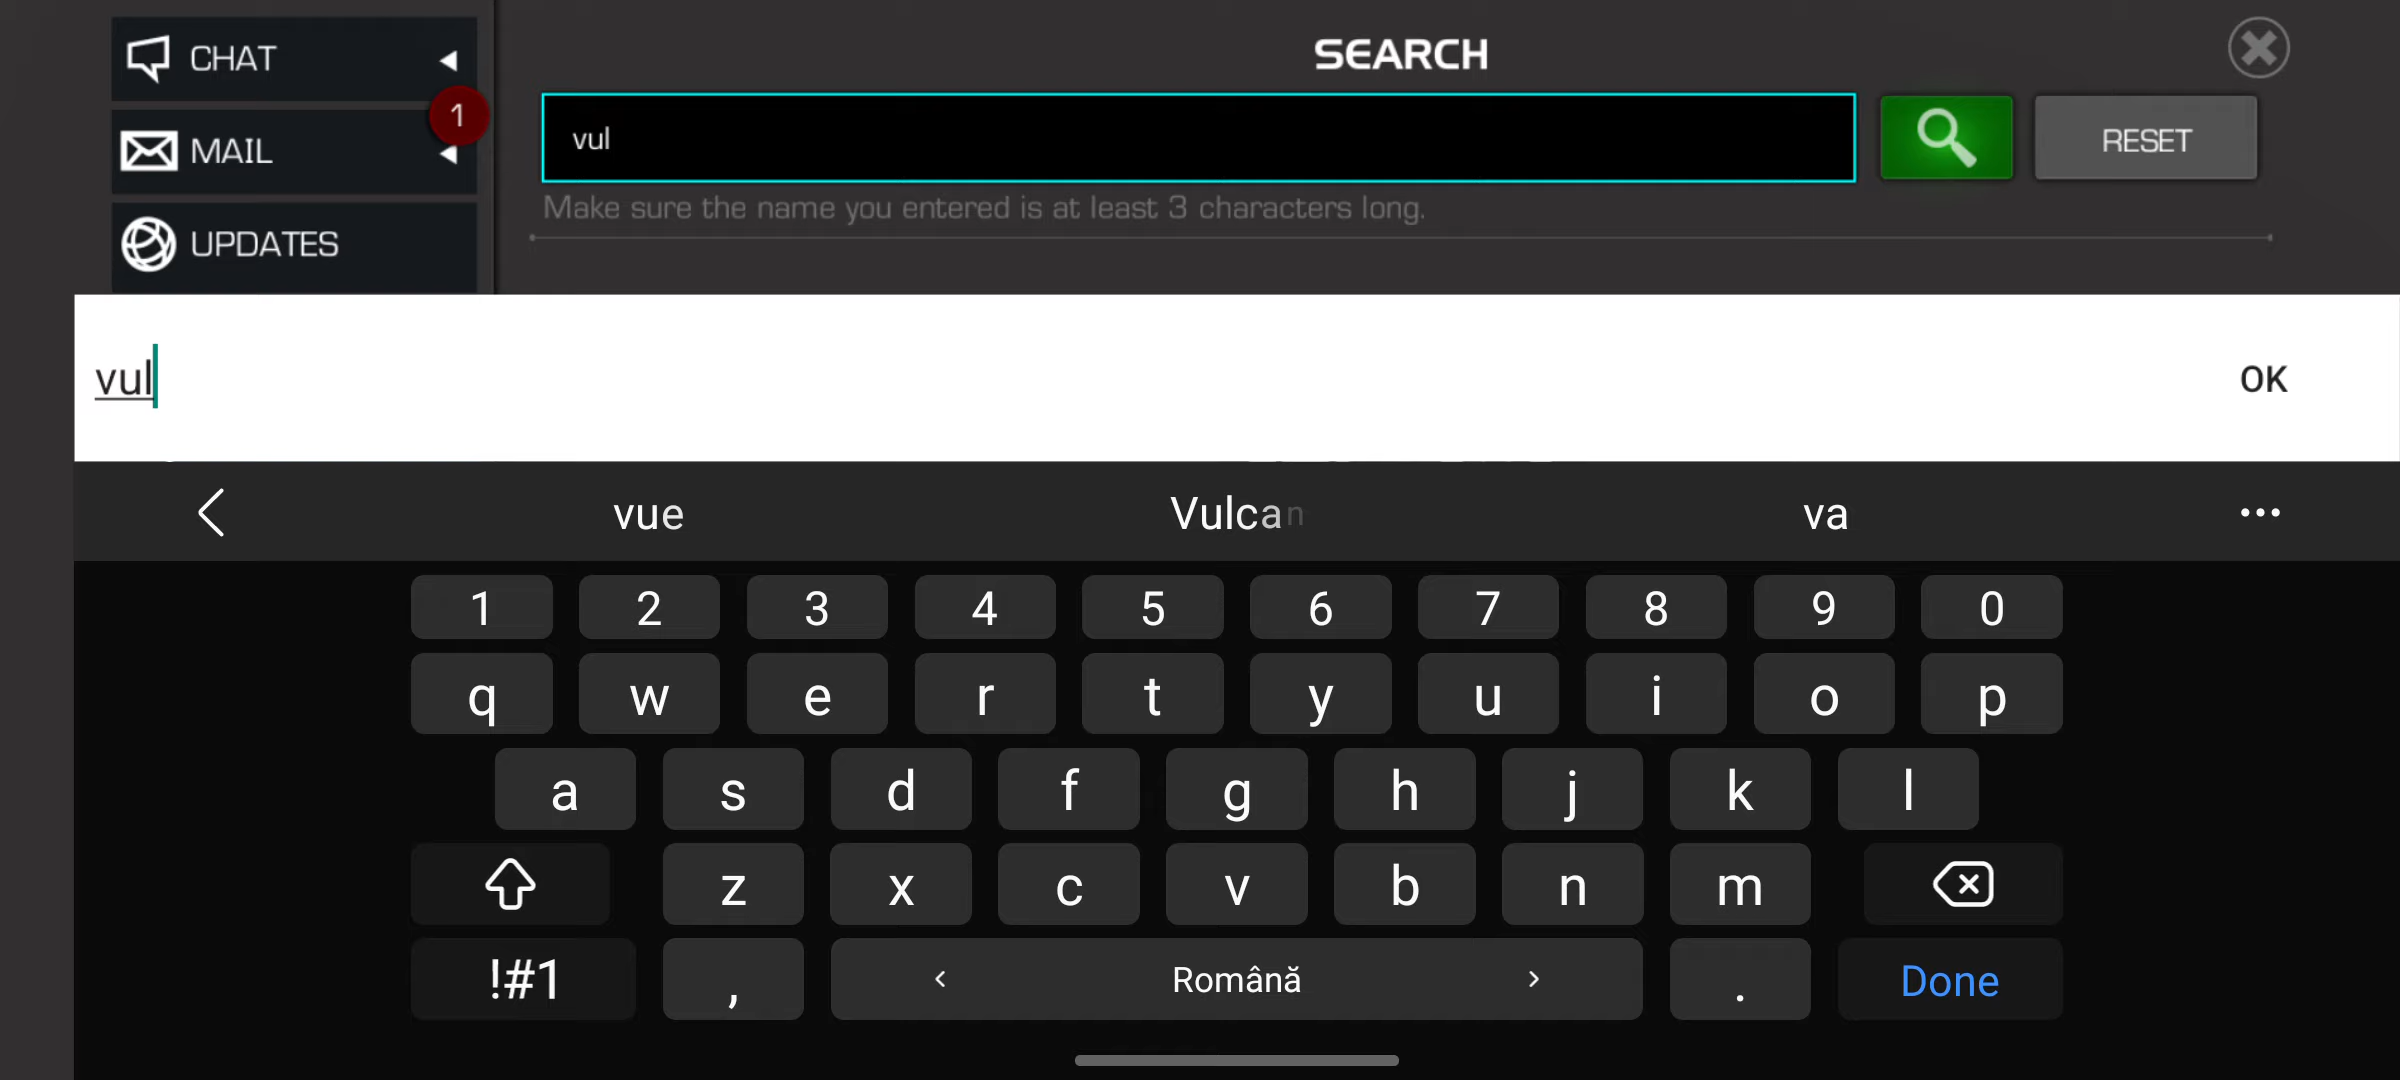 CHAT
1
MAIL
UPDATES
SEARCH
vul
RESET
Make sure the name you entered is at least 3 characters long.
vul
OK
vue
Vulcan
va
1 2 3 4 5 6 7 8 9 0
q w e r t y u i o p
a s d f g h j k l
z x c v b n m
!#1 , Română . Done